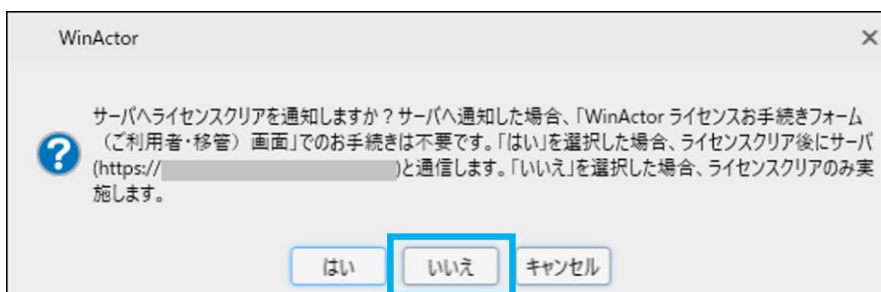 WinActor
サーバへライセンスクリアを通知しますか？サーバへ通知した場合、「WinActor ライセンスお手続きフォーム
（ご利用者・移管）画面」でのお手続きは不要です。「はい」を選択した場合、ライセンスクリア後にサーバ
(https:// )と通信します。「いいえ」を選択した場合、ライセンスクリアのみ実
施します。
はい いいえ キャンセル